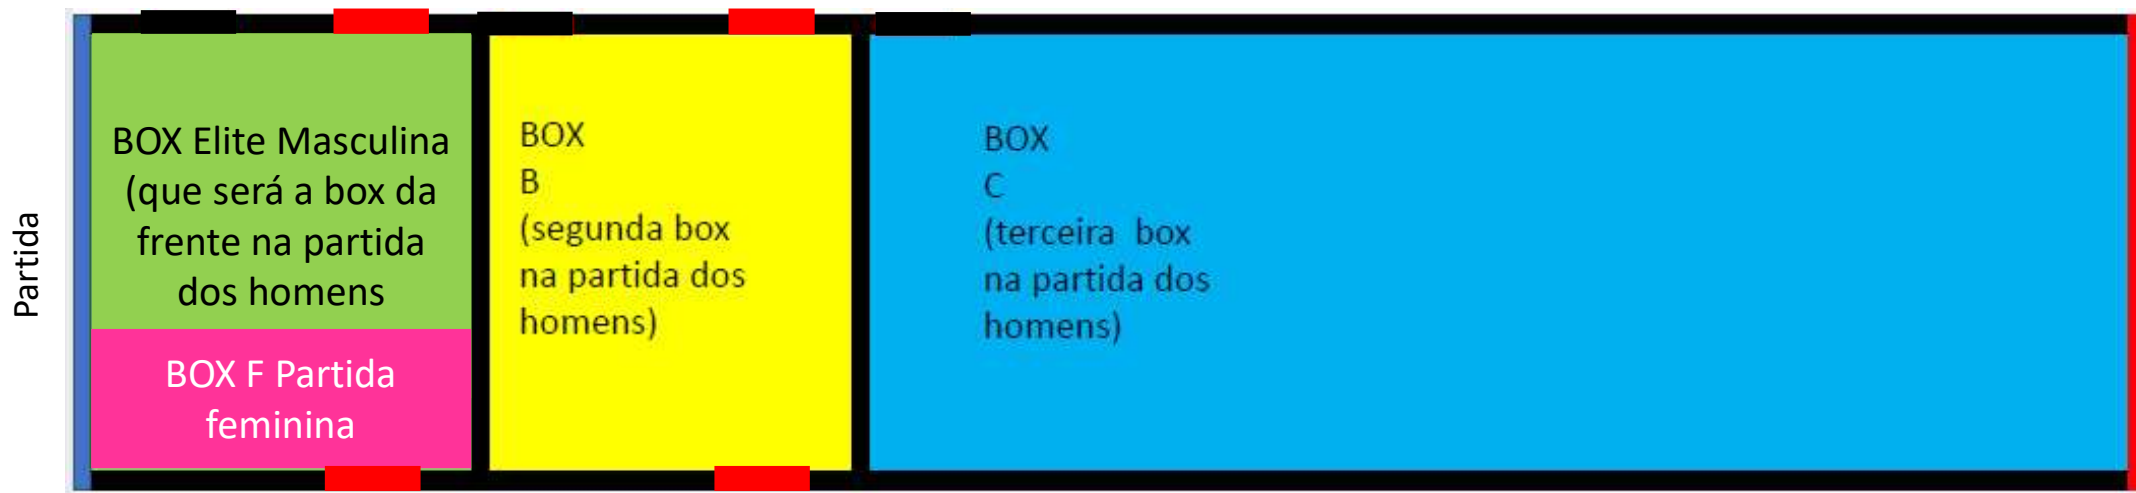 Partida
BOX Elite Masculina
(que será a box da
frente na partida
dos homens
BOX F Partida
feminina
BOX
B
(segunda box
na partida dos
homens)
BOX
C
(terceira  box
na partida dos
homens)